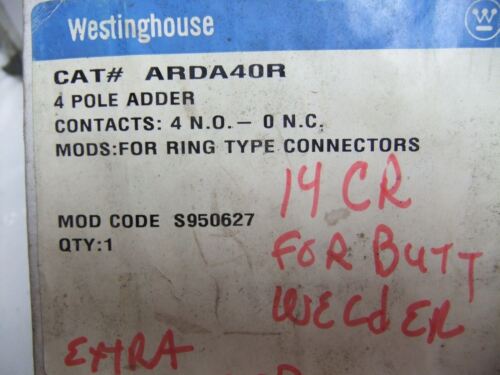 Westinghouse
CAT# ARDA40R
4 POLE ADDER
CONTACTS: 4 N.O.— 0 N.C.
MODS:FOR RING TYPE CONNECTORS
14 CR
MOD CODE S950627
FOR BUTT
QTY:1
WELdER
EXTRA